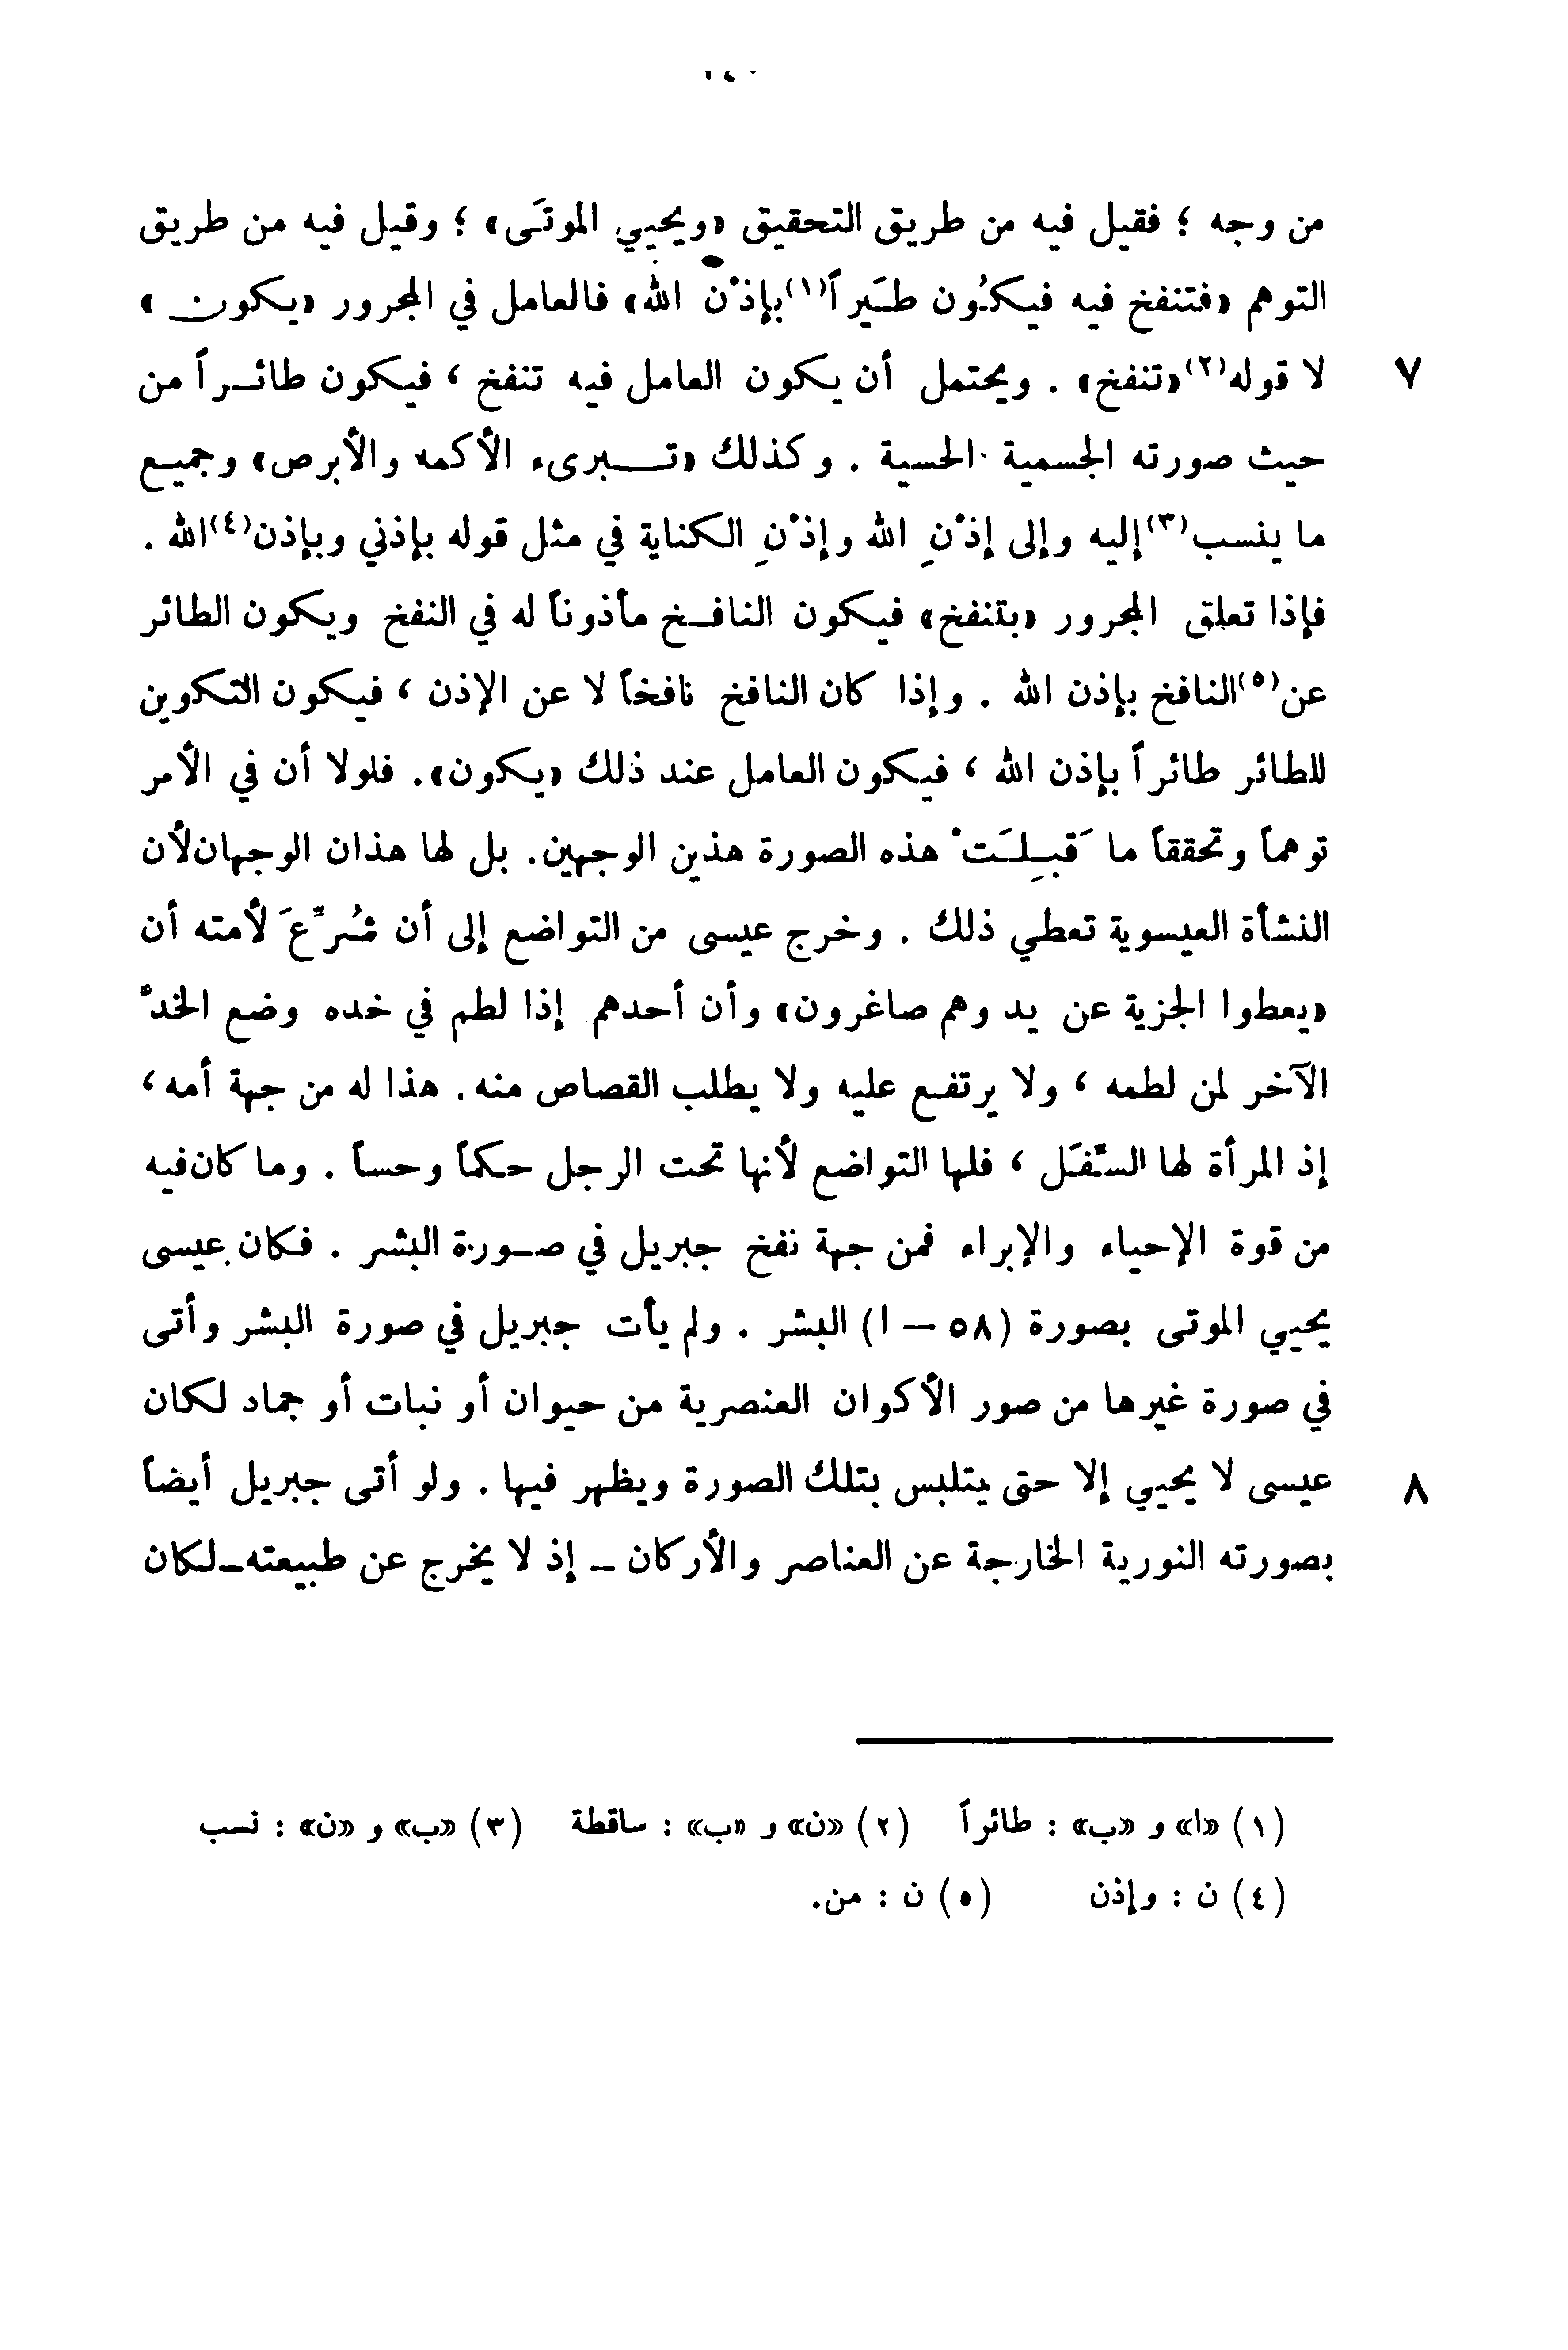 من وجه ؛ فقيل فيه من طريق التحقيق «ويحيي الموتَى» ؛ وقيل فيه من طريق
التوهم «فتنفخ فيه فيكُون طَيراً(١) بإذْن الله» فالعامل في المجرور «يكون»
٧ لا قوله(٢) «تنفخ» . ويحتمل أن يكون العامل فيه تنفخ ، فيكون طائراً من
حيث صورته الجسمية الحسية . وكذلك «تبرىء الأكمه والأبرص» وجميع
ما ينسب(٣) إليه وإلى إذْنِ الله وإذْنِ الكناية في مثل قوله بإذني وبإذن(٤) الله .
فإذا تعلق المجرور «بتنفخ» فيكون النافخ مأذوناً له في النفخ ويكون الطائر
عن(٥) النافخ بإذن الله . وإذا كان النافخ نافخاً لا عن الإذن ، فيكون التكوين
للطائر طائراً بإذن الله ، فيكون العامل عند ذلك «يكون». فلولا أن في الأمر
توهماً وتحققاً ما قَبِلَتْ هذه الصورة هذين الوجهين. بل لها هذان الوجهان لأن
النشأة العيسوية تعطي ذلك . وخرج عيسى من التواضع إلى أن شُرِّعَ لأمته أن
«يعطوا الجزية عن يد وهم صاغرون» وأن أحدهم إذا لطم في خده وضع الخدّ
الآخر لمن لطمه ، ولا يرتفع عليه ولا يطلب القصاص منه. هذا له من جهة أمه ،
إذ المرأة لها السّفَل ، فلها التواضع لأنها تحت الرجل حكماً وحساً . وما كان فيه
من قوة الإحياء والإبراء فمن جهة نفخ جبريل في صورة البشر . فكان عيسى
يحيي الموتى بصورة (٥٨ – ا) البشر . ولم يأت جبريل في صورة البشر وأتى
في صورة غيرها من صور الأكوان العنصرية من حيوان أو نبات أو جماد لكان
٨ عيسى لا يحيي إلا حتى يتلبس بتلك الصورة ويظهر فيها . ولو أتى جبريل أيضاً
بصورته النورية الخارجة عن العناصر والأركان – إذ لا يخرج عن طبيعته – لكان
(١) «ا» و «ب» : طائراً (٢) «ن» و «ب» : ساقطة (٣) «ب» و «ن» : نسب
(٤) ن : وإذن (٥) ن : من.